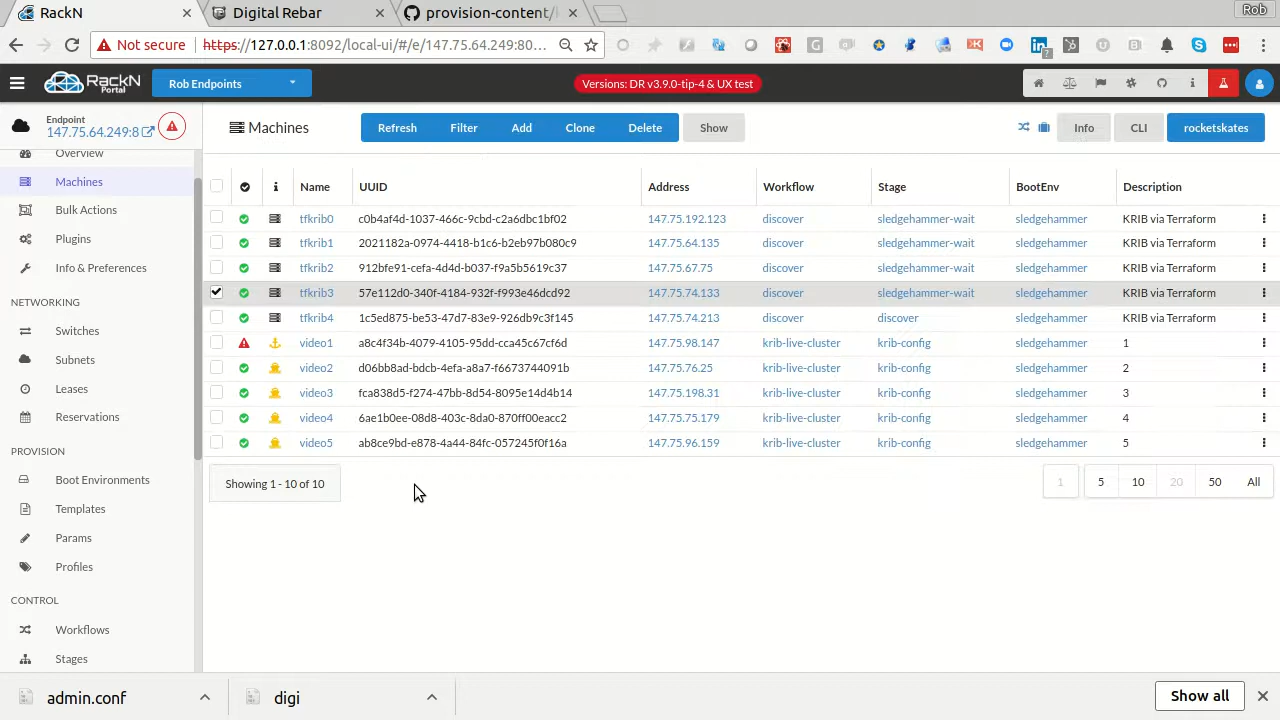 RackN
Digital Rebar
provision-content/
Rob
Not secure
https://127.0.0.1:8092/local-ui/#/e/147.75.64.249:80...
RackN
Portal
Rob Endpoints
Versions: DR v3.9.0-tip-4 & UX test
Endpoint
147.75.64.249:8
Machines
Refresh
Filter
Add
Clone
Delete
Show
Info
CLI
rocketskates
Overview
Machines
Bulk Actions
Plugins
Info & Preferences
NETWORKING
Switches
Subnets
Leases
Reservations
PROVISION
Boot Environments
Templates
Params
Profiles
CONTROL
Workflows
Stages
Name UUID Address Workflow Stage BootEnv Description
tfkrib0 c0b4af4d-1037-466c-9cbd-c2a6dbc1bf02 147.75.192.123 discover sledgehammer-wait sledgehammer KRIB via Terraform
tfkrib1 2021182a-0974-4418-b1c6-b2eb97b080c9 147.75.64.135 discover sledgehammer-wait sledgehammer KRIB via Terraform
tfkrib2 912bfe91-cefa-4d4d-b037-f9a5b5619c37 147.75.67.75 discover sledgehammer-wait sledgehammer KRIB via Terraform
tfkrib3 57e112d0-340f-4184-932f-f993e46dcd92 147.75.74.133 discover sledgehammer-wait sledgehammer KRIB via Terraform
tfkrib4 1c5ed875-be53-47d7-83e9-926db9c3f145 147.75.74.213 discover discover sledgehammer KRIB via Terraform
video1 a8c4f34b-4079-4105-95dd-cca45c67cf6d 147.75.98.147 krib-live-cluster krib-config sledgehammer 1
video2 d06bb8ad-bdcb-4efa-a8a7-f6673744091b 147.75.76.25 krib-live-cluster krib-config sledgehammer 2
video3 fca838d5-f274-47bb-8d54-8095e14d4b14 147.75.198.31 krib-live-cluster krib-config sledgehammer 3
video4 6ae1b0ee-08d8-403c-8da0-870ff00eacc2 147.75.75.179 krib-live-cluster krib-config sledgehammer 4
video5 ab8ce9bd-e878-4a44-84fc-057245f0f16a 147.75.96.159 krib-live-cluster krib-config sledgehammer 5
Showing 1 - 10 of 10
1
5 10 20 50 All
admin.conf
digi
Show all